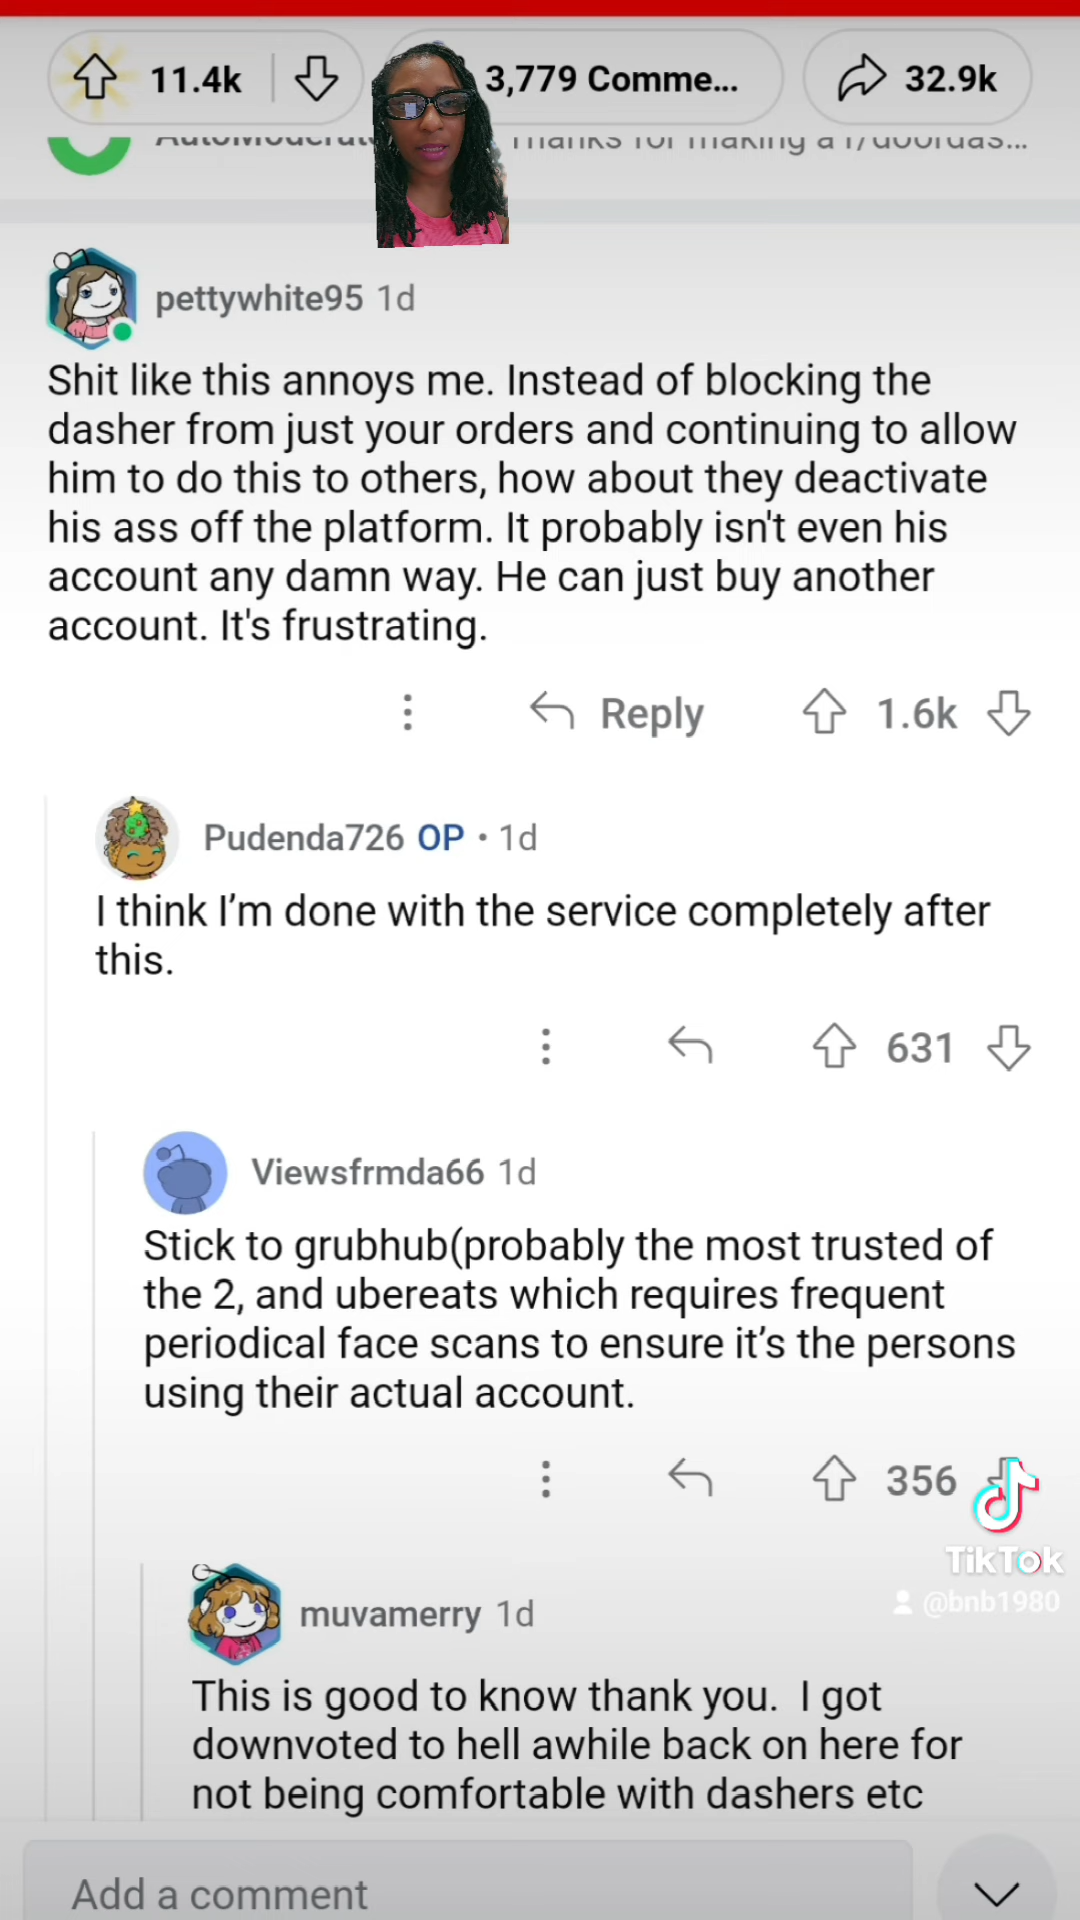 11.4k
3,779 Comme...
32.9k
pettywhite95 1d
Shit like this annoys me. Instead of blocking the
dasher from just your orders and continuing to allow
him to do this to others, how about they deactivate
his ass off the platform. It probably isn't even his
account any damn way. He can just buy another
account. It's frustrating.
Reply 1.6k
Pudenda726 OP • 1d
I think I’m done with the service completely after
this.
631
Viewsfrmda66 1d
Stick to grubhub(probably the most trusted of
the 2, and ubereats which requires frequent
periodical face scans to ensure it’s the persons
using their actual account.
356
TikTok
@bnb1980
muvamerry 1d
This is good to know thank you.  I got
downvoted to hell awhile back on here for
not being comfortable with dashers etc
Add a comment